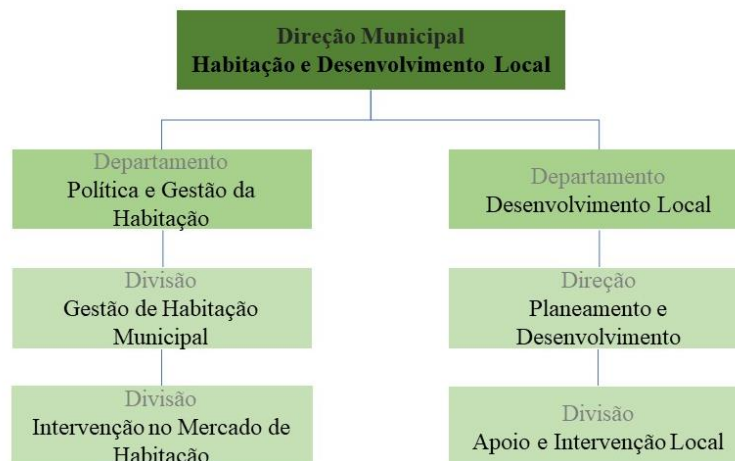 Direção Municipal
Habitação e Desenvolvimento Local
Departamento
Política e Gestão da
Habitação
Departamento
Desenvolvimento Local
Divisão
Gestão de Habitação
Municipal
Direção
Planeamento e
Desenvolvimento
Divisão
Intervenção no Mercado de
Habitação
Divisão
Apoio e Intervenção Local